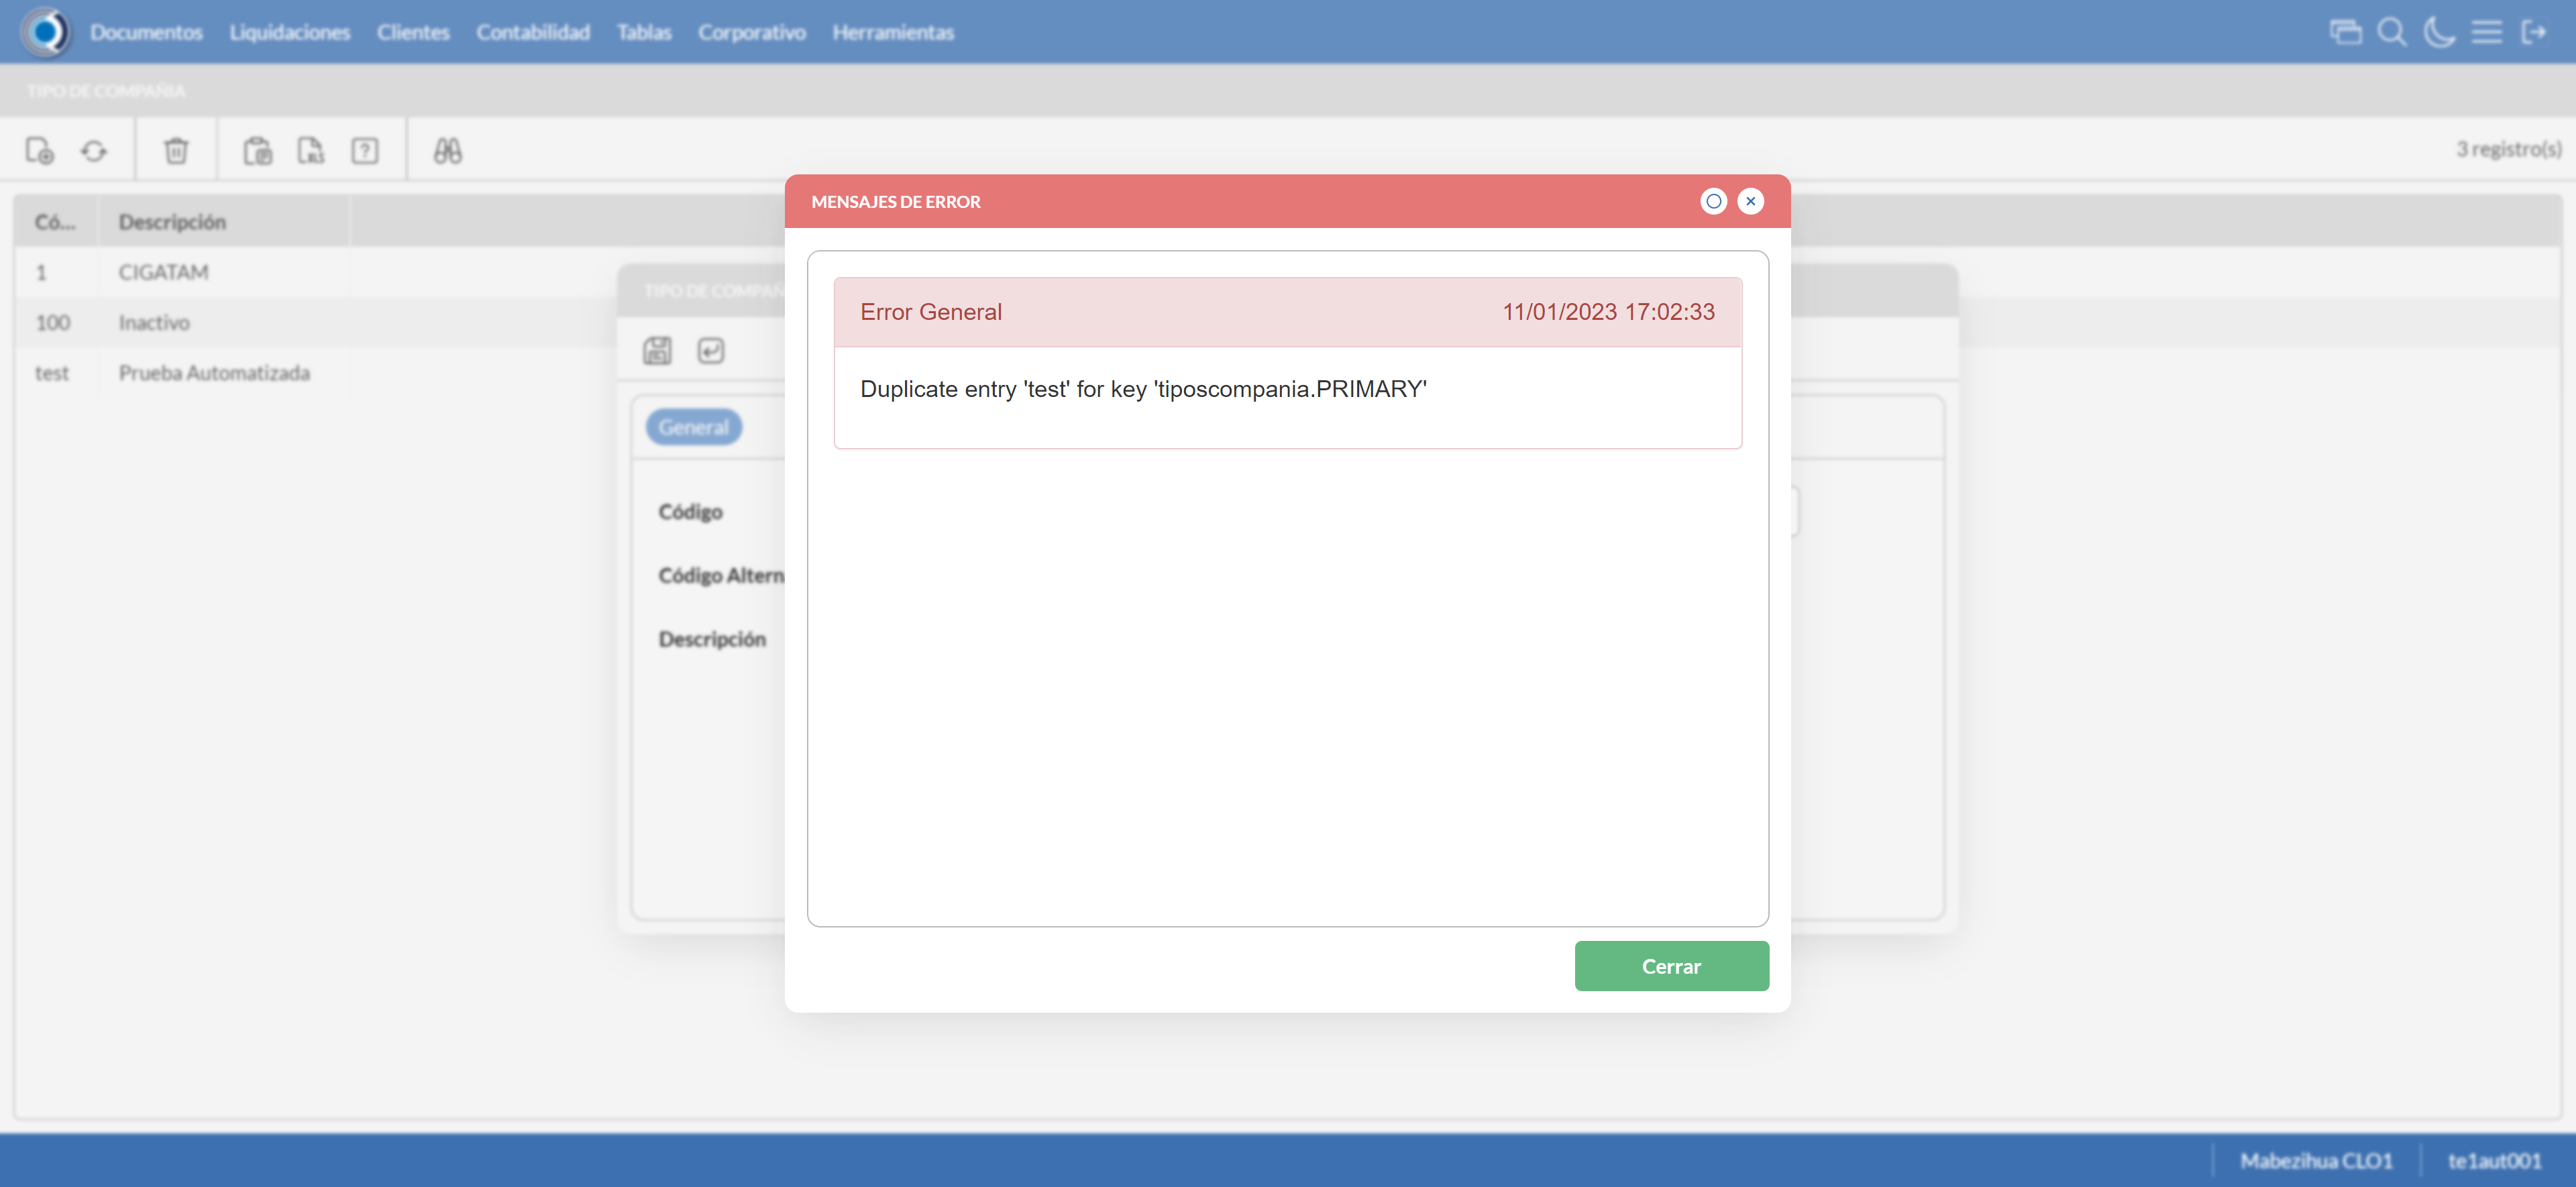 Documentos Liquidaciones Clientes Contabilidad Tablas Corporativo Herramientas
TIPO DE COMPAÑIA
XLS
?
3 registro(s)
Có... Descripción
1 CIGATAM
100 Inactivo
test Prueba Automatizada
TIPO DE COMPAÑ
General
Código
Código Altern
Descripción
MENSAJES DE ERROR
Error General 11/01/2023 17:02:33
Duplicate entry 'test' for key 'tiposcompania.PRIMARY'
Cerrar
Mabezihua CLO1 te1aut001